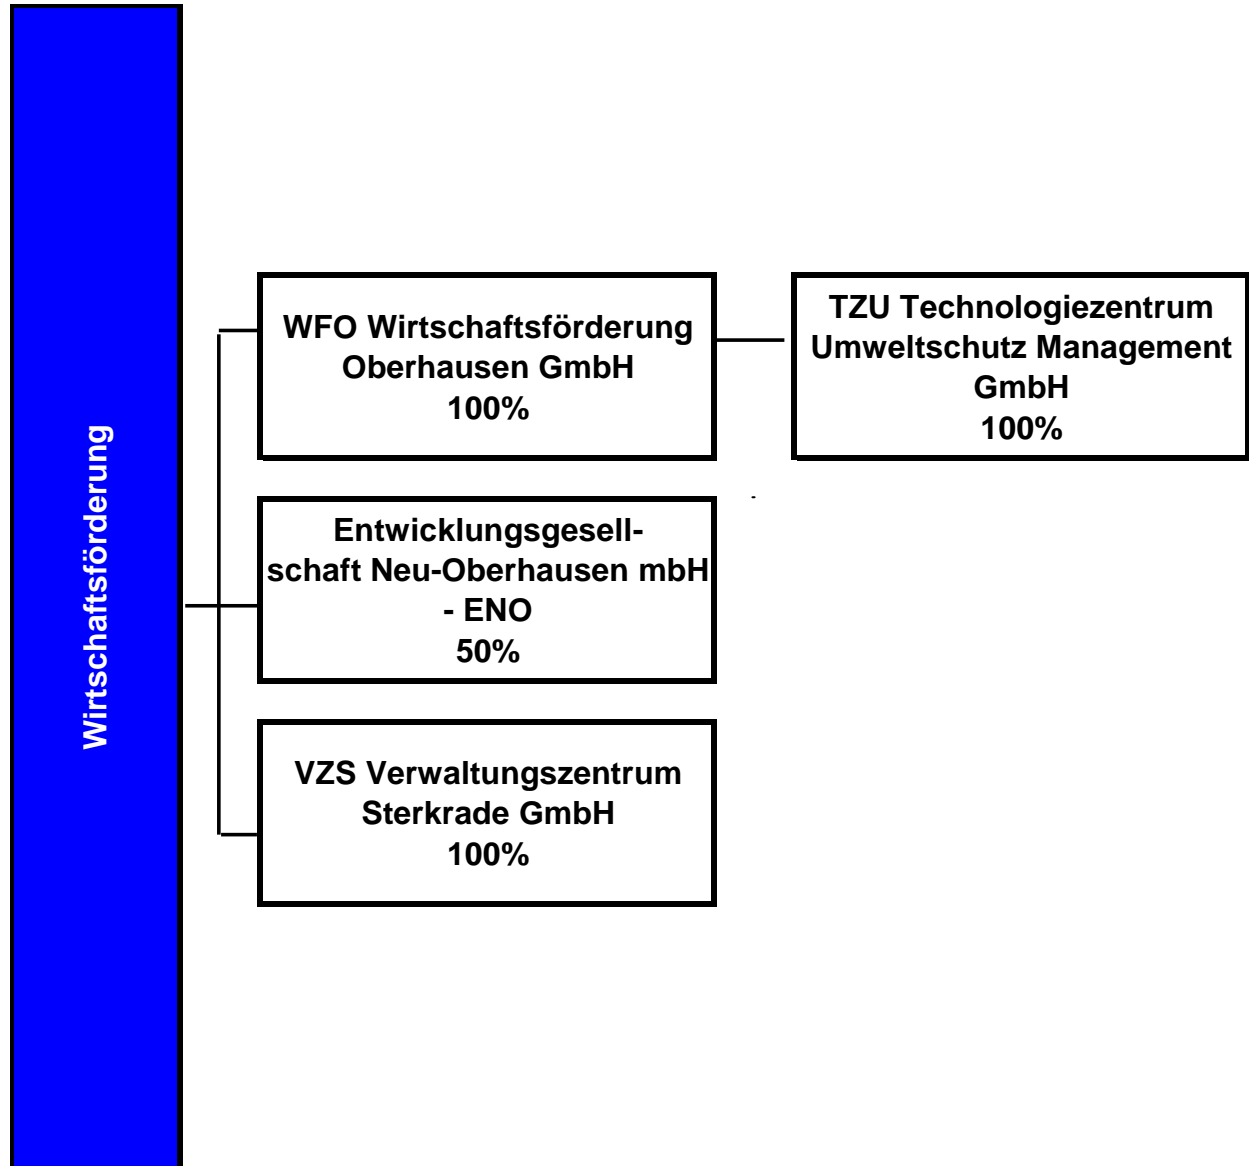 Wirtschaftsförderung
WFO Wirtschaftsförderung
Oberhausen GmbH
100%
TZU Technologiezentrum
Umweltschutz Management
GmbH
100%
Entwicklungsgesell-
schaft Neu-Oberhausen mbH
- ENO
50%
VZS Verwaltungszentrum
Sterkrade GmbH
100%